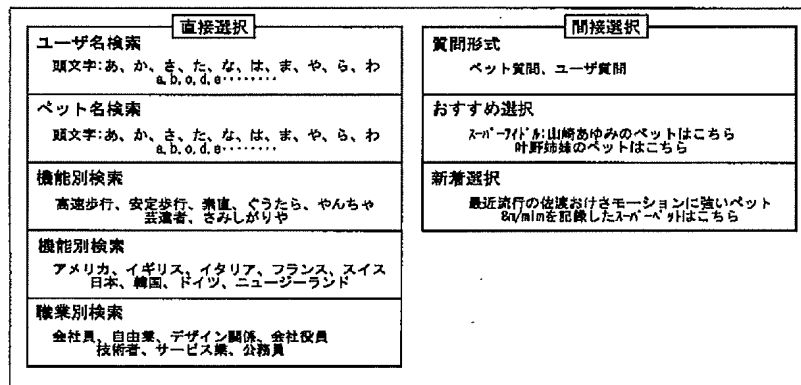 直接選択
ユーザ名検索
頭文字:あ、か、さ、た、な、は、ま、や、ら、わ
a,b,c,d,e········
ペット名検索
頭文字:あ、か、さ、た、な、は、ま、や、ら、わ
a,b,c,d,e········
機能別検索
高速歩行、安定歩行、素直、ぐうたら、やんちゃ
芸達者、さみしがりや
機能別検索
アメリカ、イギリス、イタリア、フランス、スイス
日本、韓国、ドイツ、ニュージーランド
職業別検索
会社員、自由業、デザイン関係、会社役員
技術者、サービス業、公務員
間接選択
質問形式
ペット質問、ユーザ質問
おすすめ選択
スーパーアイドル:山崎あゆみのペットはこちら
叶野姉妹のペットはこちら
新着選択
最近流行の佐渡おけさモーションに強いペット
8m/mimを記録したスーパーペットはこちら